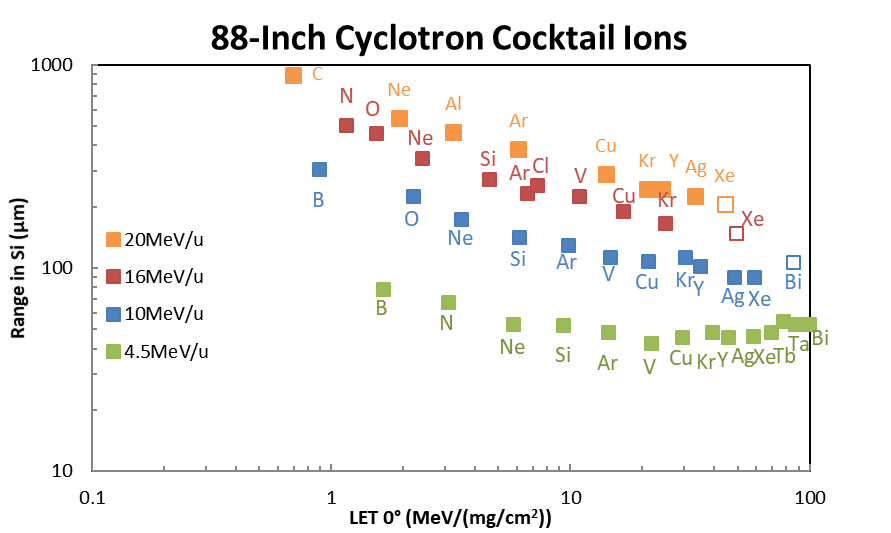 88-Inch Cyclotron Cocktail Ions
1000
100
10
Range in Si (μm)
C
Ne
Al
Ar
Cu
Kr
Y
Ag
Xe
N
O
Ne
Si
Ar
Cl
V
Cu
Kr
Xe
B
O
Ne
Si
Ar
V
Cu
Kr
Y
Ag
Xe
Bi
B
N
Ne
Si
Ar
V
Cu
Kr
Y
Ag
Xe
Tb
Ta
Bi
20MeV/u
16MeV/u
10MeV/u
4.5MeV/u
0.1
1
10
100
LET 0° (MeV/(mg/cm²))